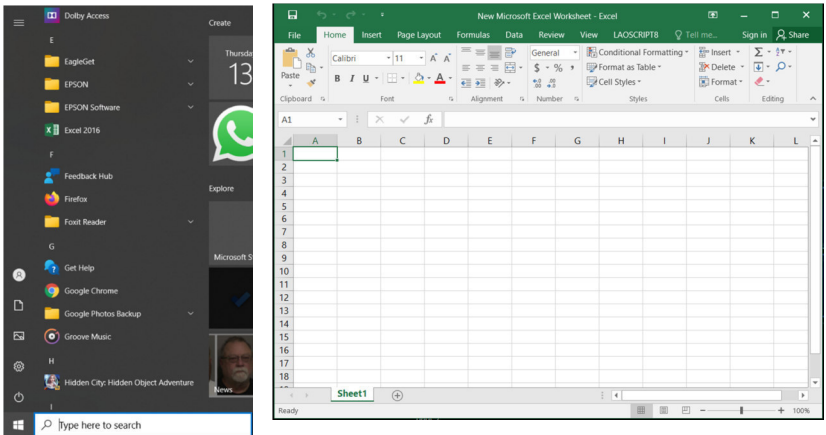 Dolby Access
Create
E
EagleGet
Thursda
13
EPSON
EPSON Software
Excel 2016
F
Feedback Hub
Explore
Firefox
Foxit Reader
G
Microsoft S
Get Help
Google Chrome
Google Photos Backup
Groove Music
H
Hidden City: Hidden Object Adventure
News
I
Type here to search
New Microsoft Excel Worksheet - Excel
File Home Insert Page Layout Formulas Data Review View LAOSCRIPT8 Tell me... Sign in Share
Calibri 11 A A General Conditional Formatting Insert Σ
Paste B I U A $ % , Format as Table Delete
Cell Styles Format
Clipboard Font Alignment Number Styles Cells Editing
A1 fx
A B C D E F G H I J K L
1
2
3
4
5
6
7
8
9
10
11
12
13
14
15
16
17
18
Sheet1
Ready 100%